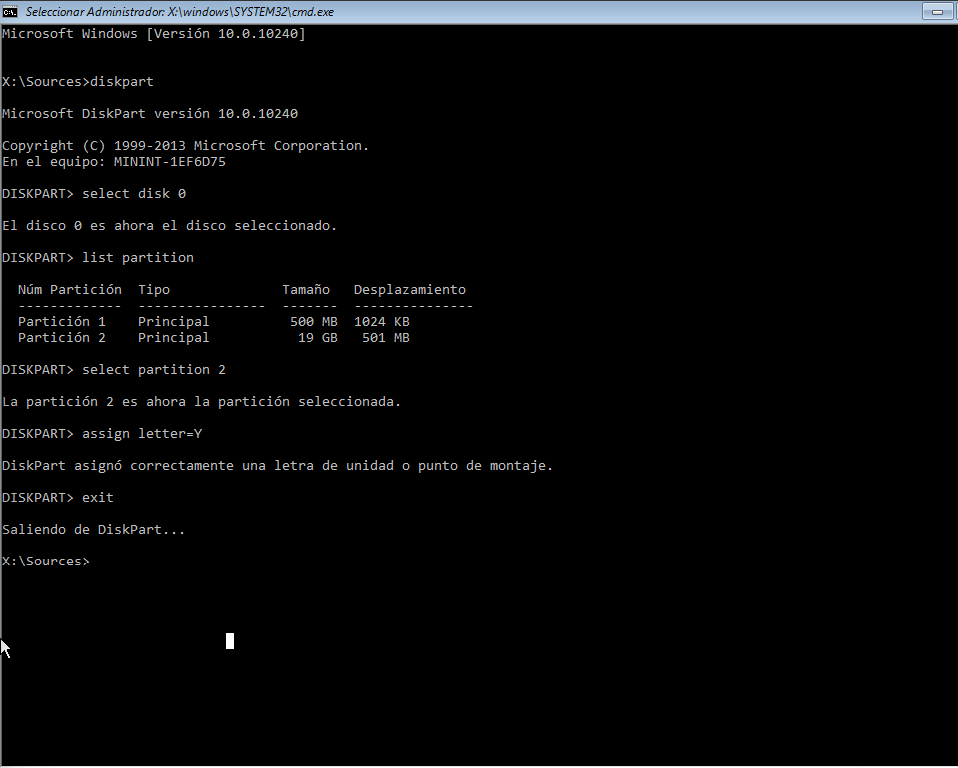 Seleccionar Administrador: X:\windows\SYSTEM32\cmd.exe
Microsoft Windows [Versión 10.0.10240]
X:\Sources>diskpart
Microsoft DiskPart versión 10.0.10240
Copyright (C) 1999-2013 Microsoft Corporation.
En el equipo: MININT-1EF6D75
DISKPART> select disk 0
El disco 0 es ahora el disco seleccionado.
DISKPART> list partition
  Núm Partición  Tipo              Tamaño   Desplazamiento
  -------------  ----------------  -------  ---------------
  Partición 1    Principal          500 MB  1024 KB
  Partición 2    Principal           19 GB   501 MB
DISKPART> select partition 2
La partición 2 es ahora la partición seleccionada.
DISKPART> assign letter=Y
DiskPart asignó correctamente una letra de unidad o punto de montaje.
DISKPART> exit
Saliendo de DiskPart...
X:\Sources>